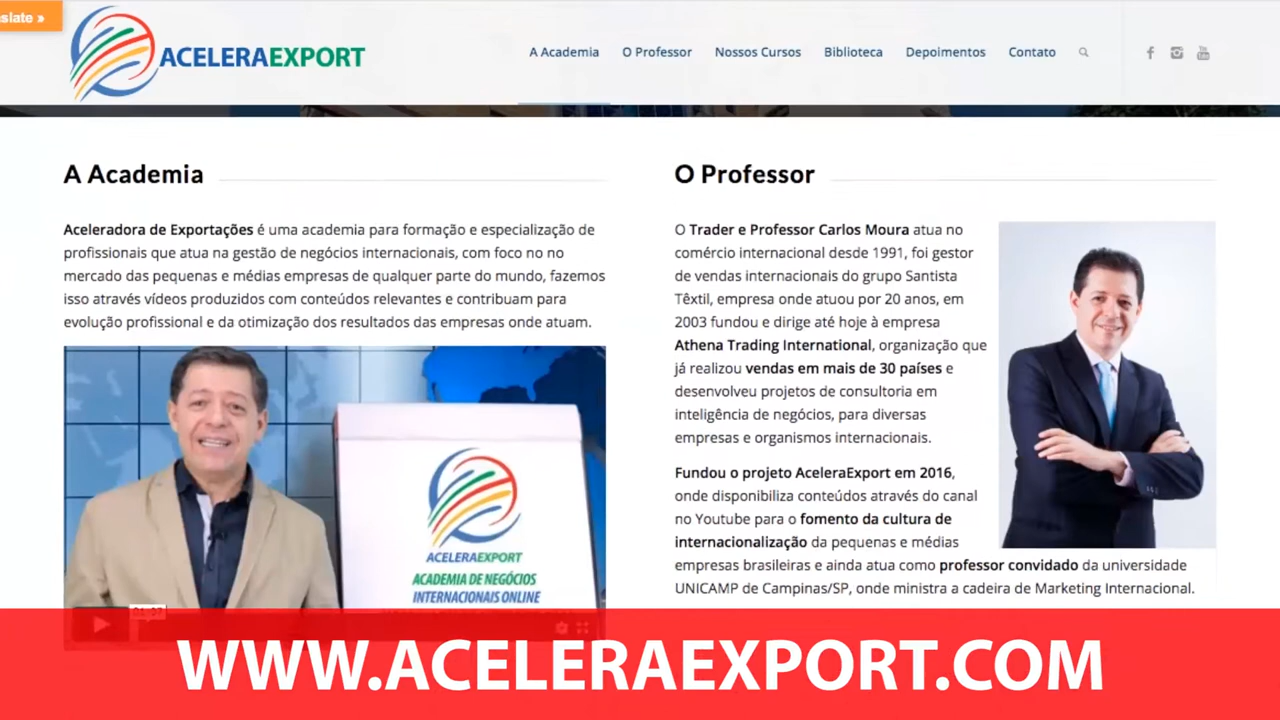 slate »
ACELERAEXPORT
A Academia O Professor Nossos Cursos Biblioteca Depoimentos Contato
A Academia
Aceleradora de Exportações é uma academia para formação e especialização de
profissionais que atua na gestão de negócios internacionais, com foco no no
mercado das pequenas e médias empresas de qualquer parte do mundo, fazemos
isso através vídeos produzidos com conteúdos relevantes e contribuam para
evolução profissional e da otimização dos resultados das empresas onde atuam.
ACELERAEXPORT
ACADEMIA DE NEGÓCIOS
INTERNACIONAIS ONLINE
O Professor
O Trader e Professor Carlos Moura atua no
comércio internacional desde 1991, foi gestor
de vendas internacionais do grupo Santista
Têxtil, empresa onde atuou por 20 anos, em
2003 fundou e dirige até hoje à empresa
Athena Trading International, organização que
já realizou vendas em mais de 30 países e
desenvolveu projetos de consultoria em
inteligência de negócios, para diversas
empresas e organismos internacionais.
Fundou o projeto AceleraExport em 2016,
onde disponibiliza conteúdos através do canal
no Youtube para o fomento da cultura de
internacionalização da pequenas e médias
empresas brasileiras e ainda atua como professor convidado da universidade
UNICAMP de Campinas/SP, onde ministra a cadeira de Marketing Internacional.
WWW.ACELERAEXPORT.COM